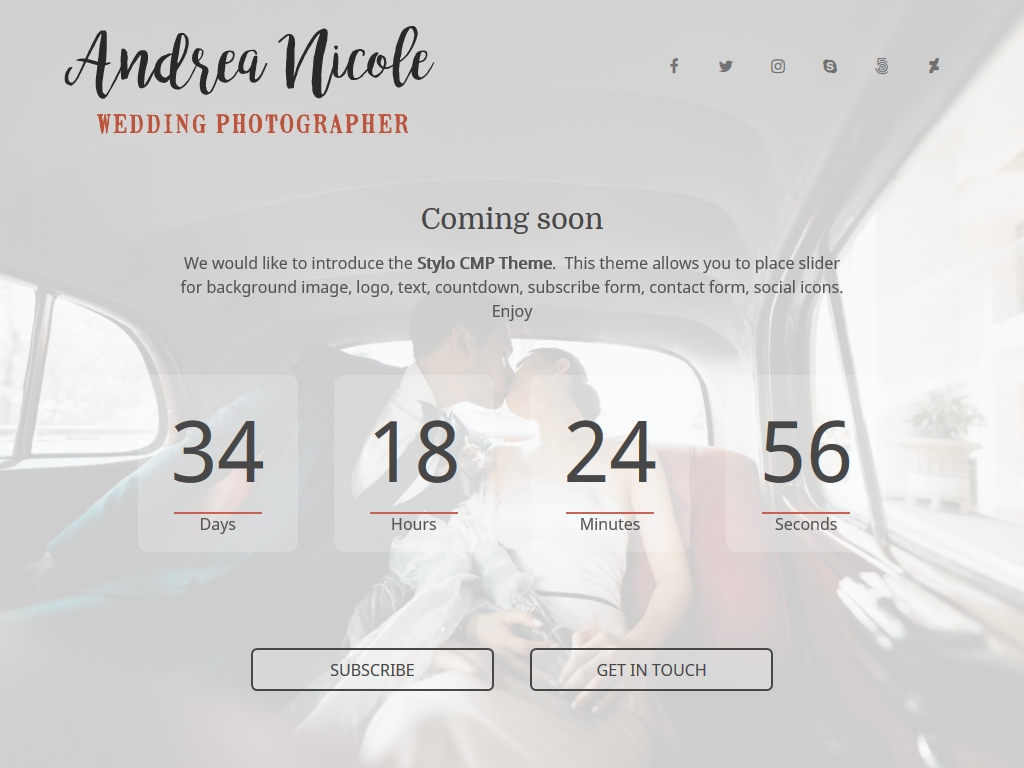 Andrea Nicole
WEDDING PHOTOGRAPHER
Coming soon
We would like to introduce the Stylo CMP Theme.  This theme allows you to place slider
for background image, logo, text, countdown, subscribe form, contact form, social icons.
Enjoy
34 18 24 56
Days Hours Minutes Seconds
SUBSCRIBE GET IN TOUCH